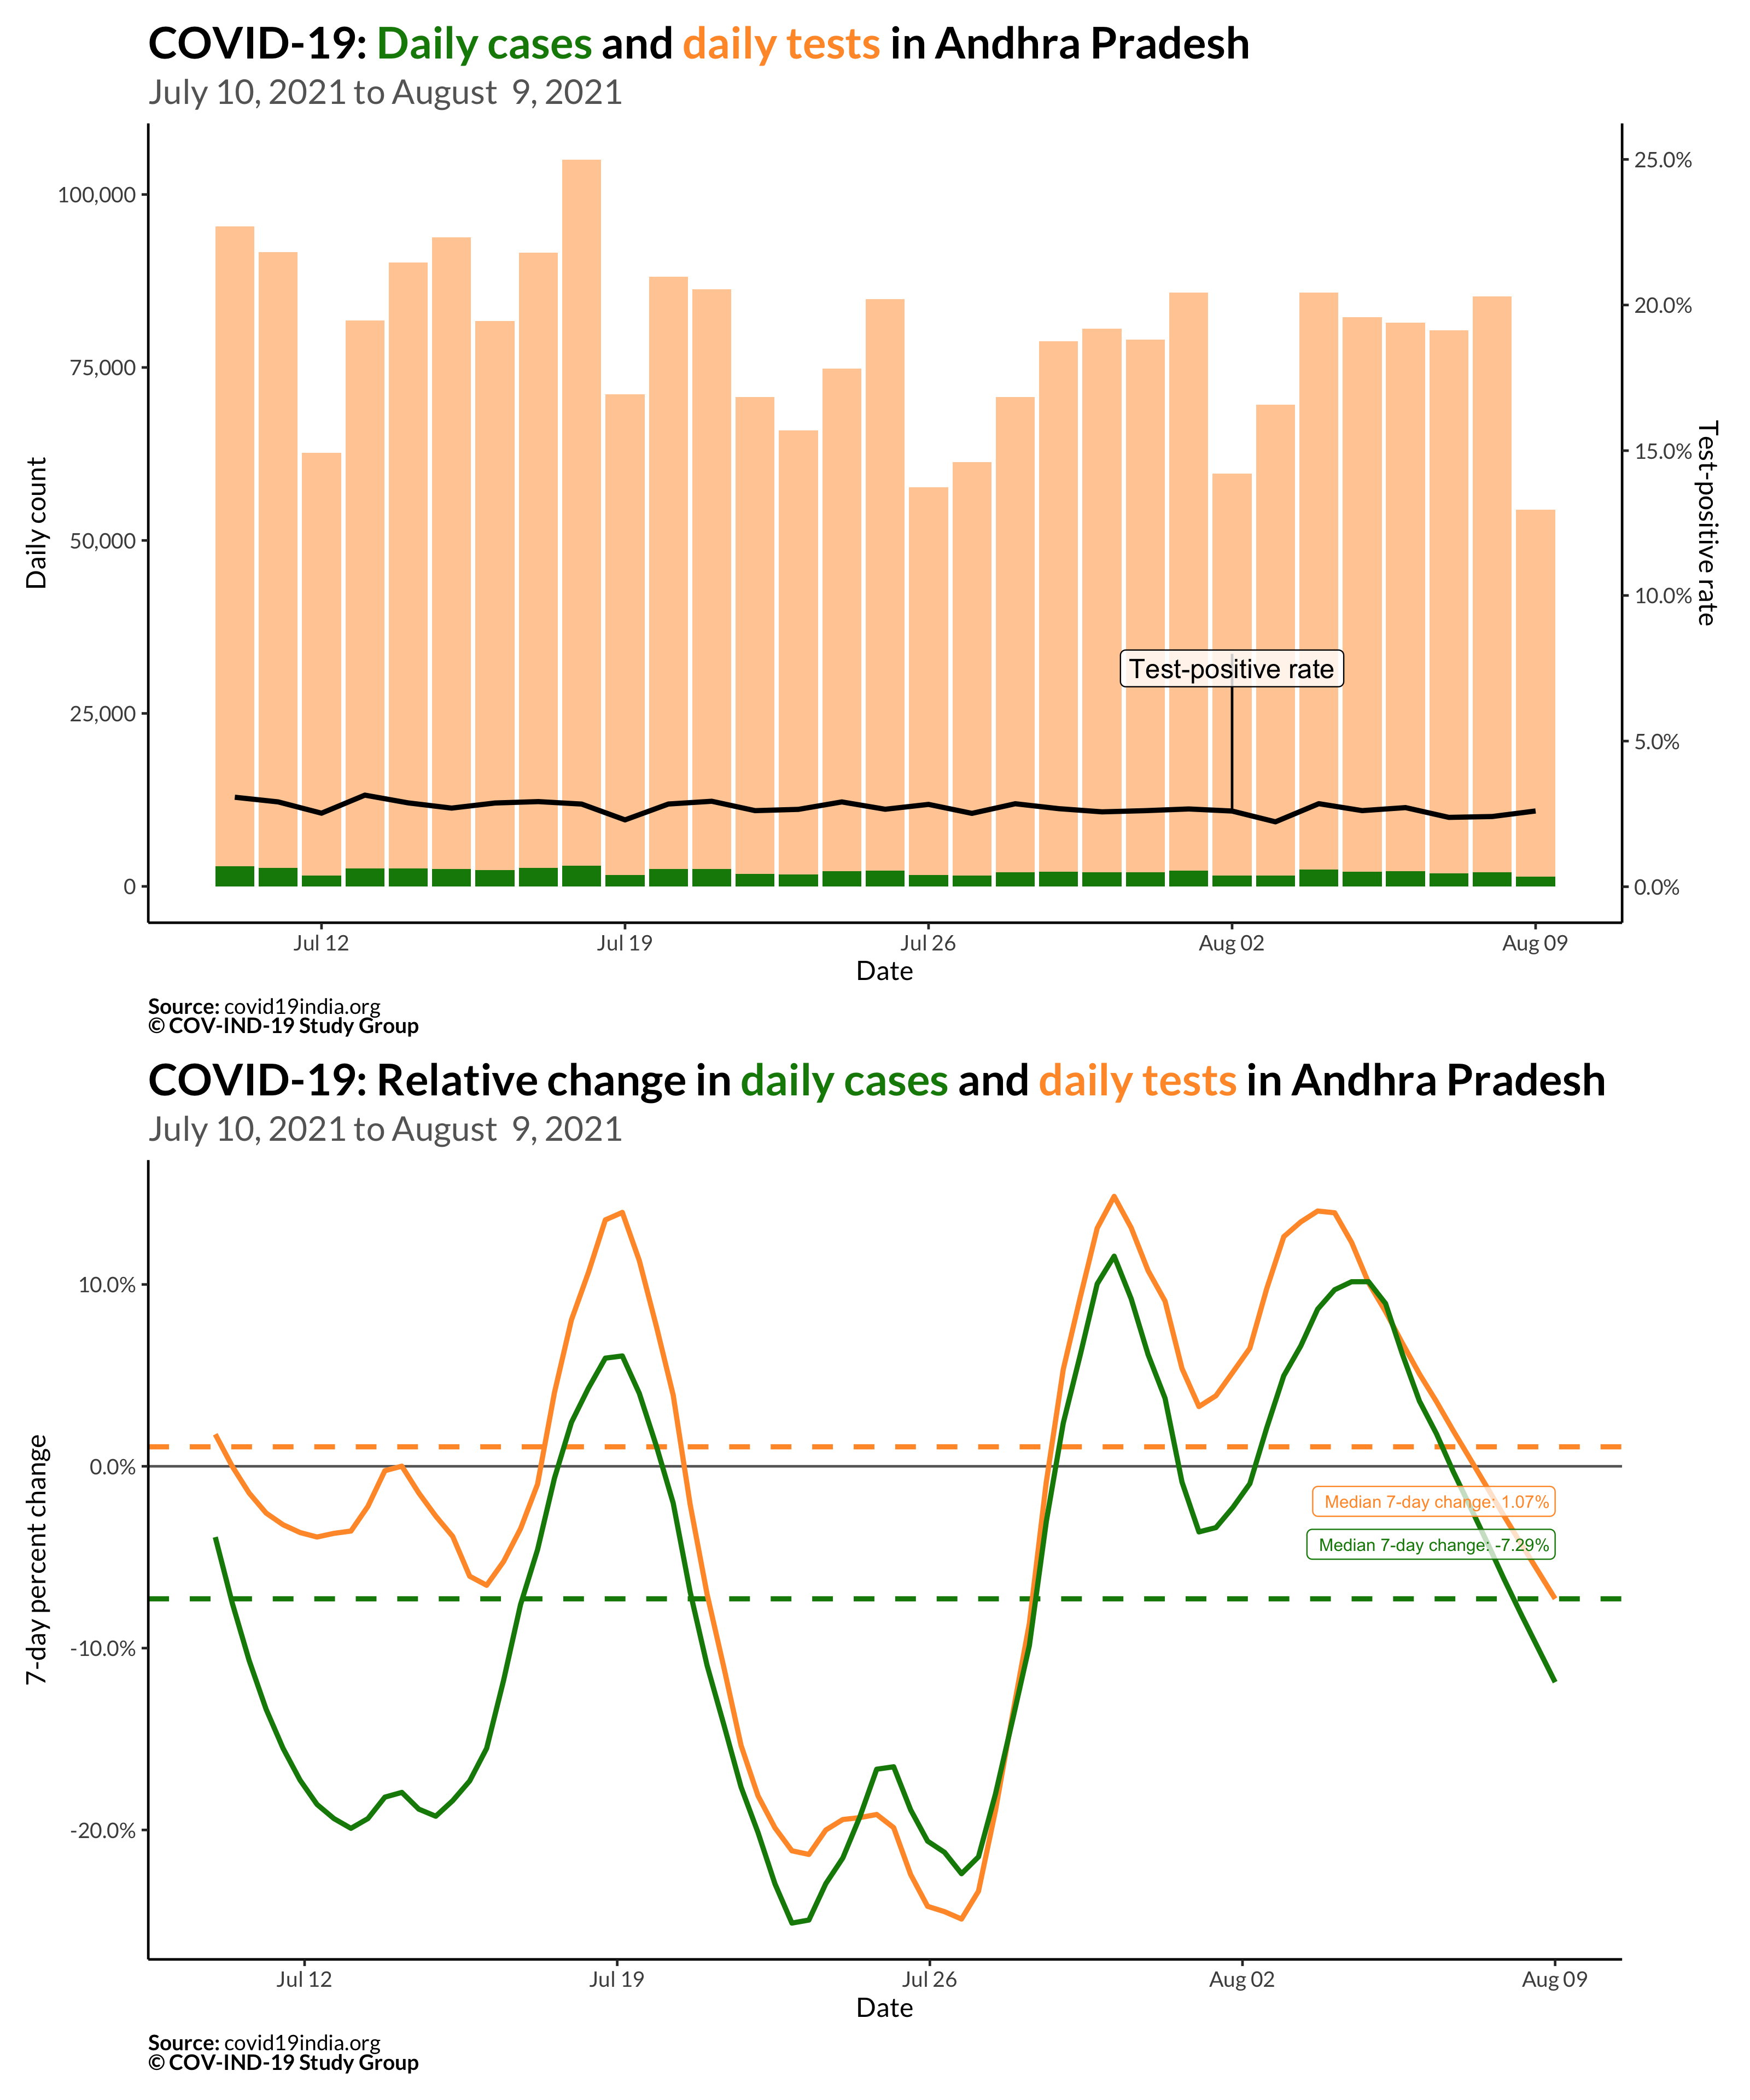 COVID-19: Daily cases and daily tests in Andhra Pradesh
July 10, 2021 to August  9, 2021
100,000
75,000
50,000
25,000
0
Daily count
25.0%
20.0%
15.0%
10.0%
5.0%
0.0%
Test-positive rate
Test-positive rate
Jul 12
Jul 19
Jul 26
Aug 02
Aug 09
Date
Source: covid19india.org
© COV-IND-19 Study Group
COVID-19: Relative change in daily cases and daily tests in Andhra Pradesh
July 10, 2021 to August  9, 2021
10.0%
0.0%
-10.0%
-20.0%
7-day percent change
Median 7-day change: 1.07%
Median 7-day change: -7.29%
Jul 12
Jul 19
Jul 26
Aug 02
Aug 09
Date
Source: covid19india.org
© COV-IND-19 Study Group